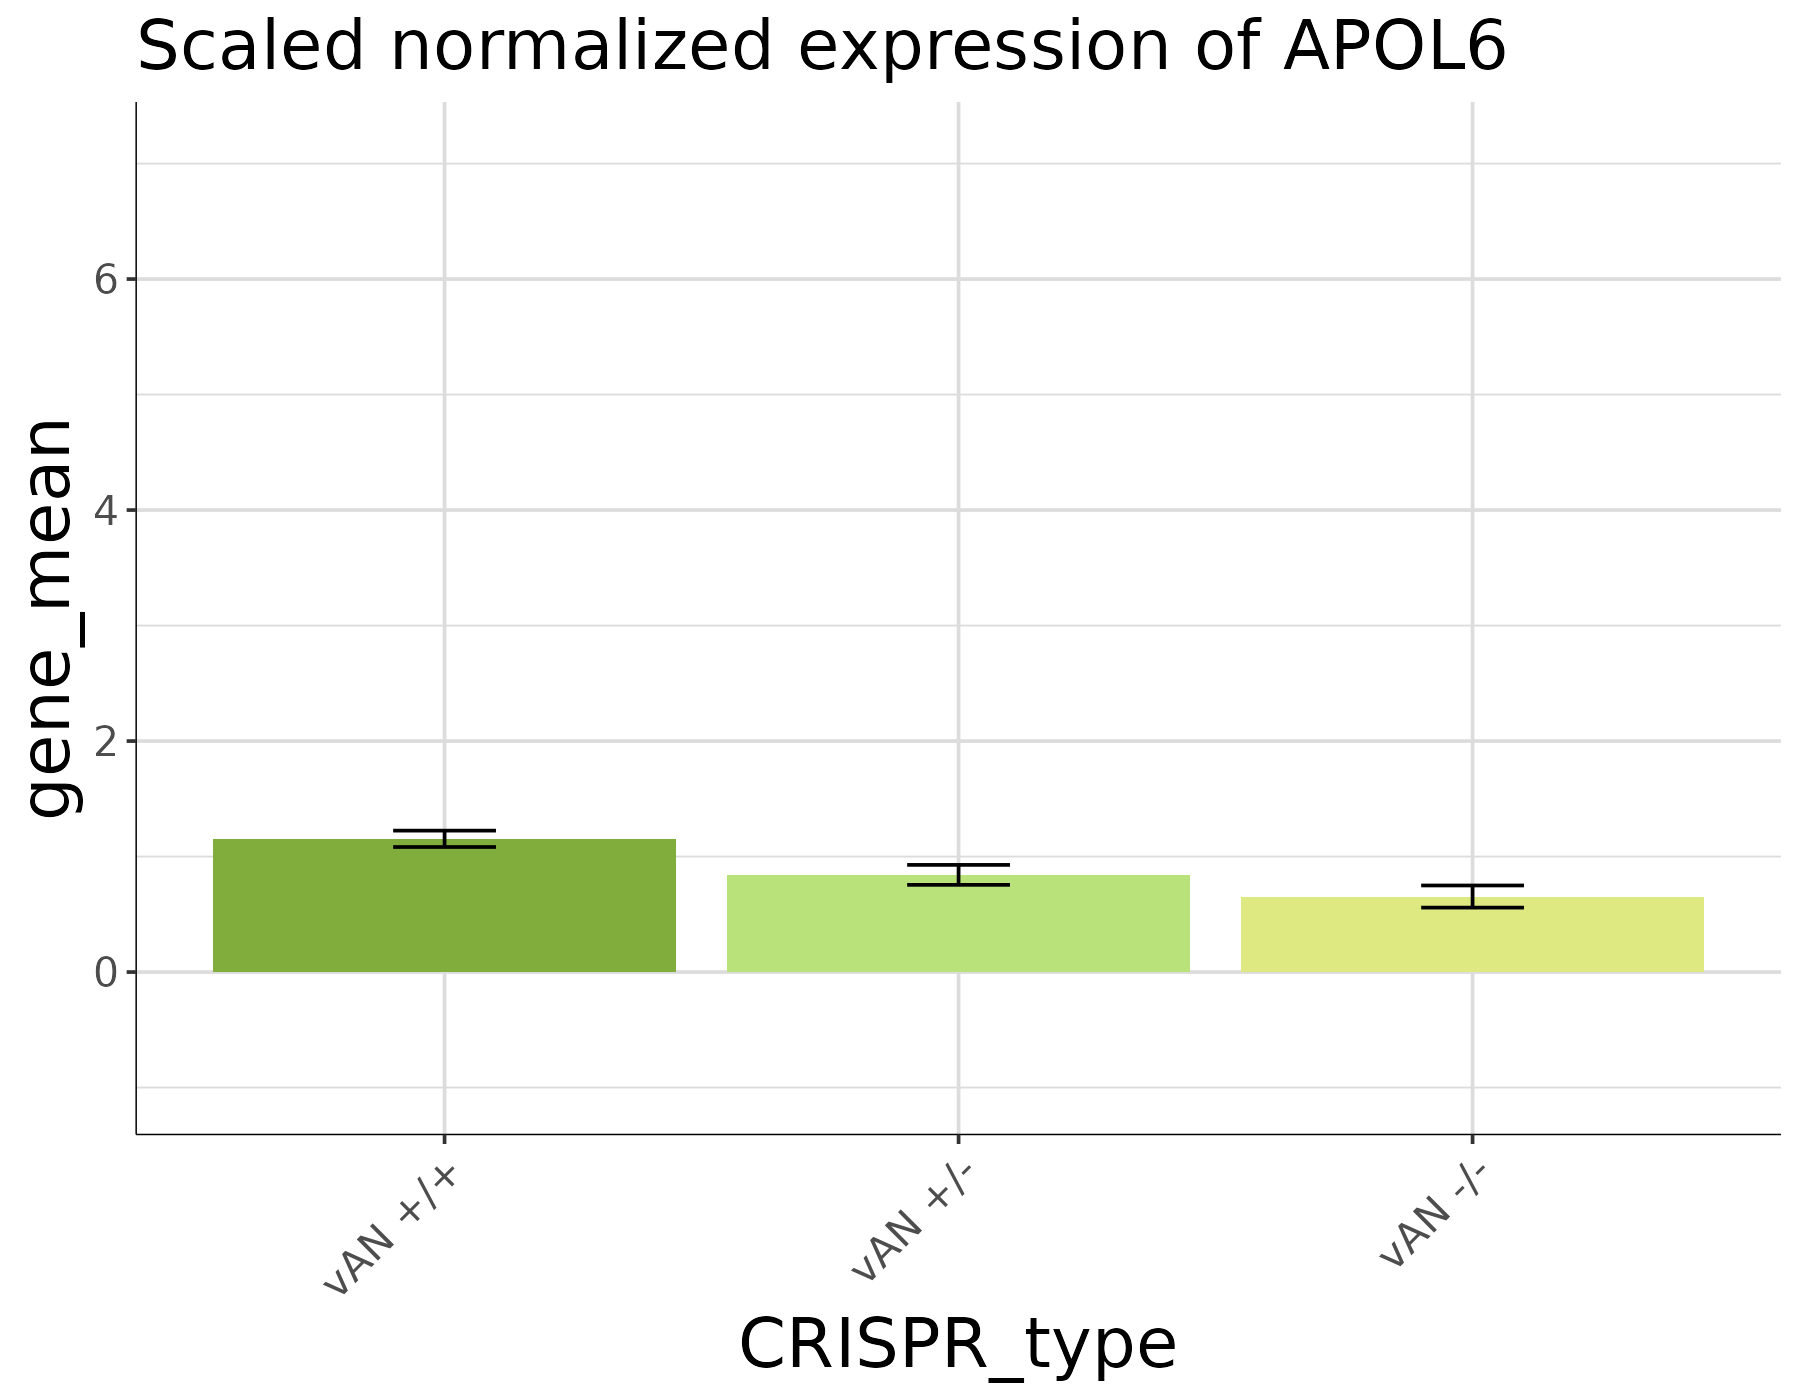 Scaled normalized expression of APOL6
gene_mean
6
4
2
0
vAN +/+
vAN +/-
vAN -/-
CRISPR_type